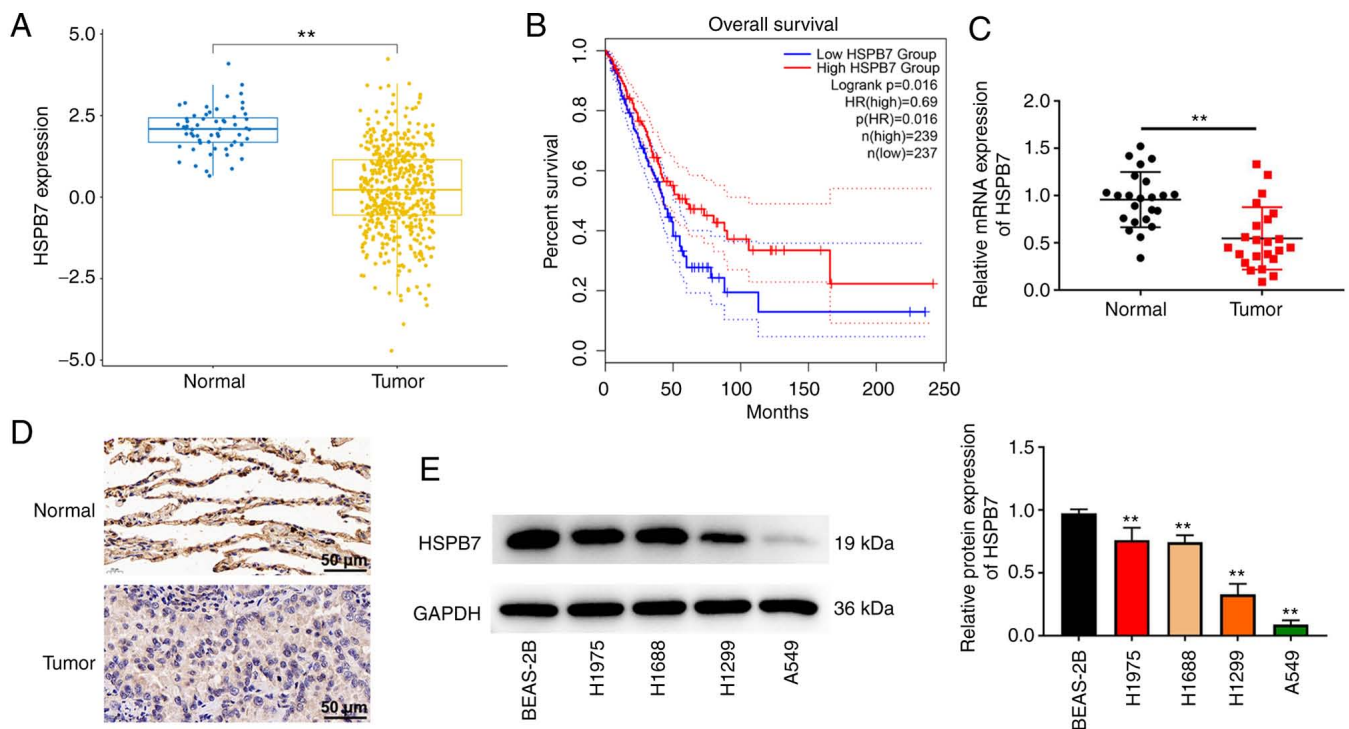 A
HSPB7 expression
5.0
2.5
0.0
−2.5
−5.0
**
Normal
Tumor
B
Overall survival
Percent survival
1.0
0.8
0.6
0.4
0.2
0.0
Low HSPB7 Group
High HSPB7 Group
Logrank p=0.016
HR(high)=0.69
p(HR)=0.016
n(high)=239
n(low)=237
0
50
100
150
200
250
Months
C
Relative mRNA expression
of HSPB7
2.0
1.5
1.0
0.5
0.0
**
Normal
Tumor
D
Normal
50 μm
Tumor
50 μm
E
HSPB7
19 kDa
GAPDH
36 kDa
BEAS-2B
H1975
H1688
H1299
A549
Relative protein expression
of HSPB7
1.5
1.0
0.5
0.0
**
**
**
**
BEAS-2B
H1975
H1688
H1299
A549